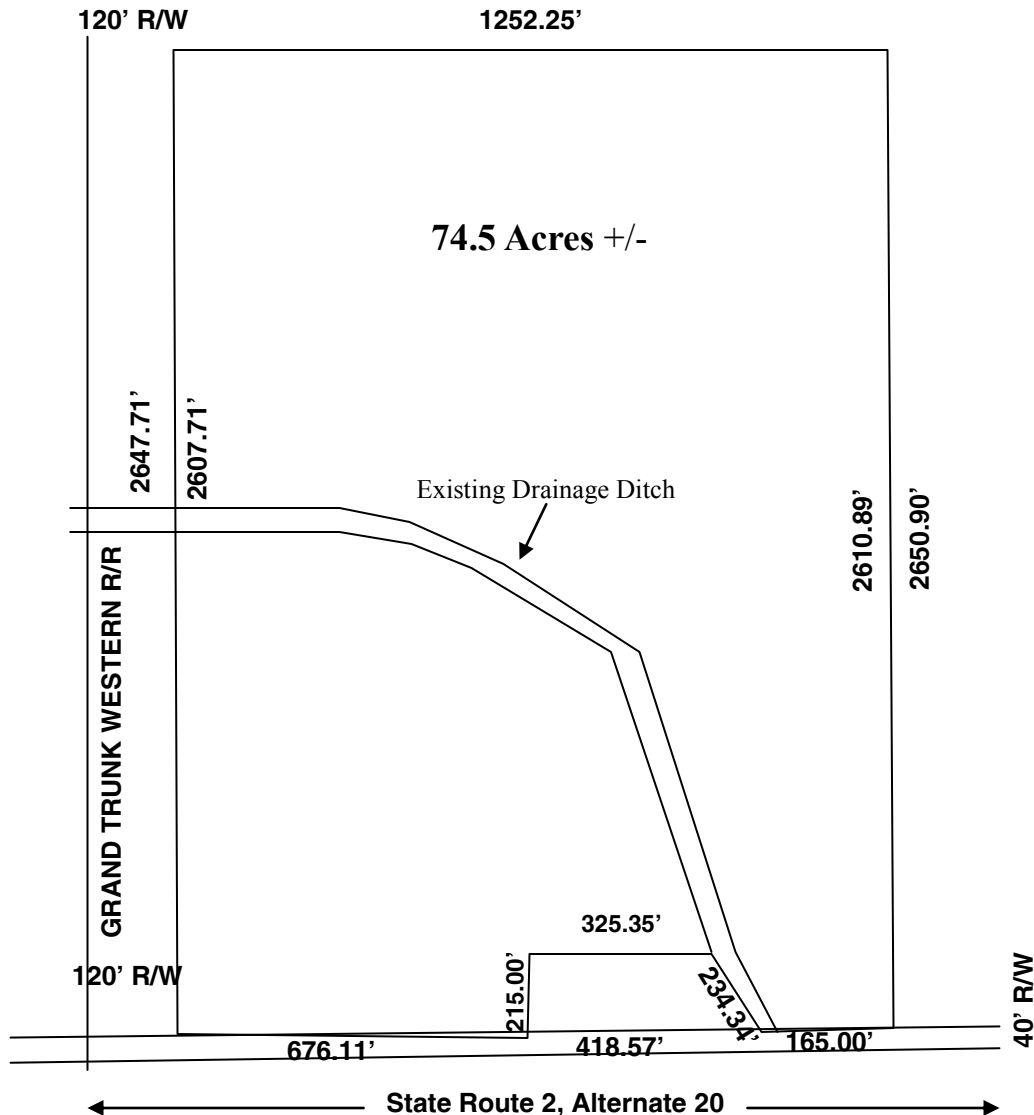 120’ R/W
1252.25’
74.5 Acres +/-
2647.71’
2607.71’
Existing Drainage Ditch
2610.89’
2650.90’
GRAND TRUNK WESTERN R/R
325.35’
120’ R/W
215.00’
234.34’
40’ R/W
676.11’
418.57’
165.00’
State Route 2, Alternate 20